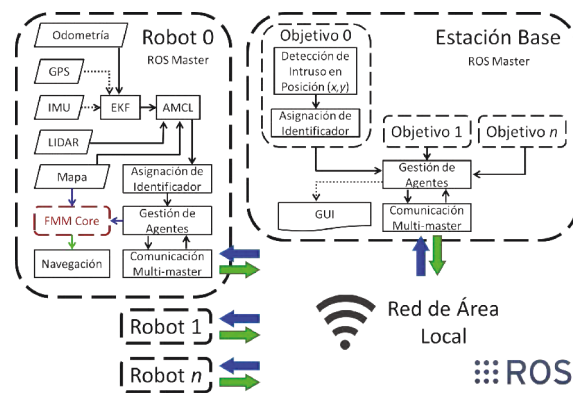 Robot 0
ROS Master
Odometría
GPS
IMU
EKF
AMCL
LIDAR
Mapa
Asignación de
Identificador
FMM Core
Gestión de
Agentes
Navegación
Comunicación
Multi-master
Robot 1
Robot n
Estación Base
ROS Master
Objetivo 0
Detección de
Intruso en
Posición (x,y)
Asignación de
Identificador
Objetivo 1
Objetivo n
Gestión de
Agentes
GUI
Comunicación
Multi-master
Red de Área
Local
ROS